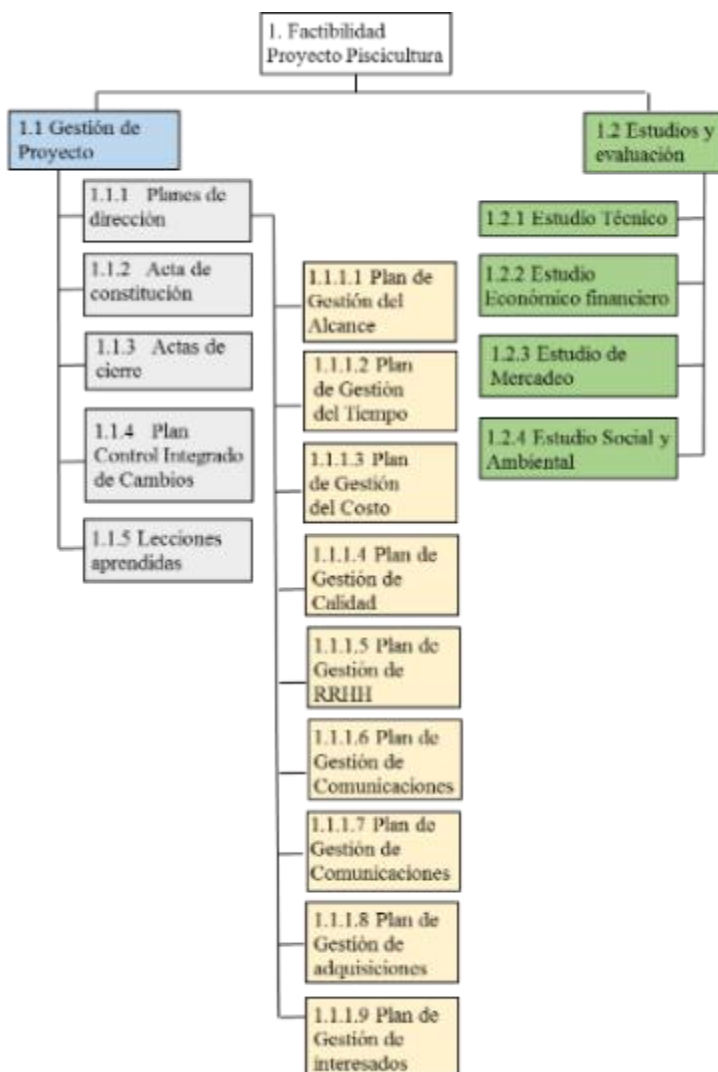 1. Factibilidad
Proyecto Piscicultura
1.1 Gestión de
Proyecto
1.1.1 Planes de
dirección
1.1.2 Acta de
constitución
1.1.3 Actas de
cierre
1.1.4 Plan
Control Integrado
de Cambios
1.1.5 Lecciones
aprendidas
1.1.1.1 Plan de
Gestión del
Alcance
1.1.1.2 Plan
de Gestión
del Tiempo
1.1.1.3 Plan
de Gestión
del Costo
1.1.1.4 Plan de
Gestión de
Calidad
1.1.1.5 Plan de
Gestión de
RRHH
1.1.1.6 Plan de
Gestión de
Comunicaciones
1.1.1.7 Plan de
Gestión de
Comunicaciones
1.1.1.8 Plan de
Gestión de
adquisiciones
1.1.1.9 Plan de
Gestión de
interesados
1.2 Estudios y
evaluación
1.2.1 Estudio Técnico
1.2.2 Estudio
Económico financiero
1.2.3 Estudio de
Mercadeo
1.2.4 Estudio Social y
Ambiental